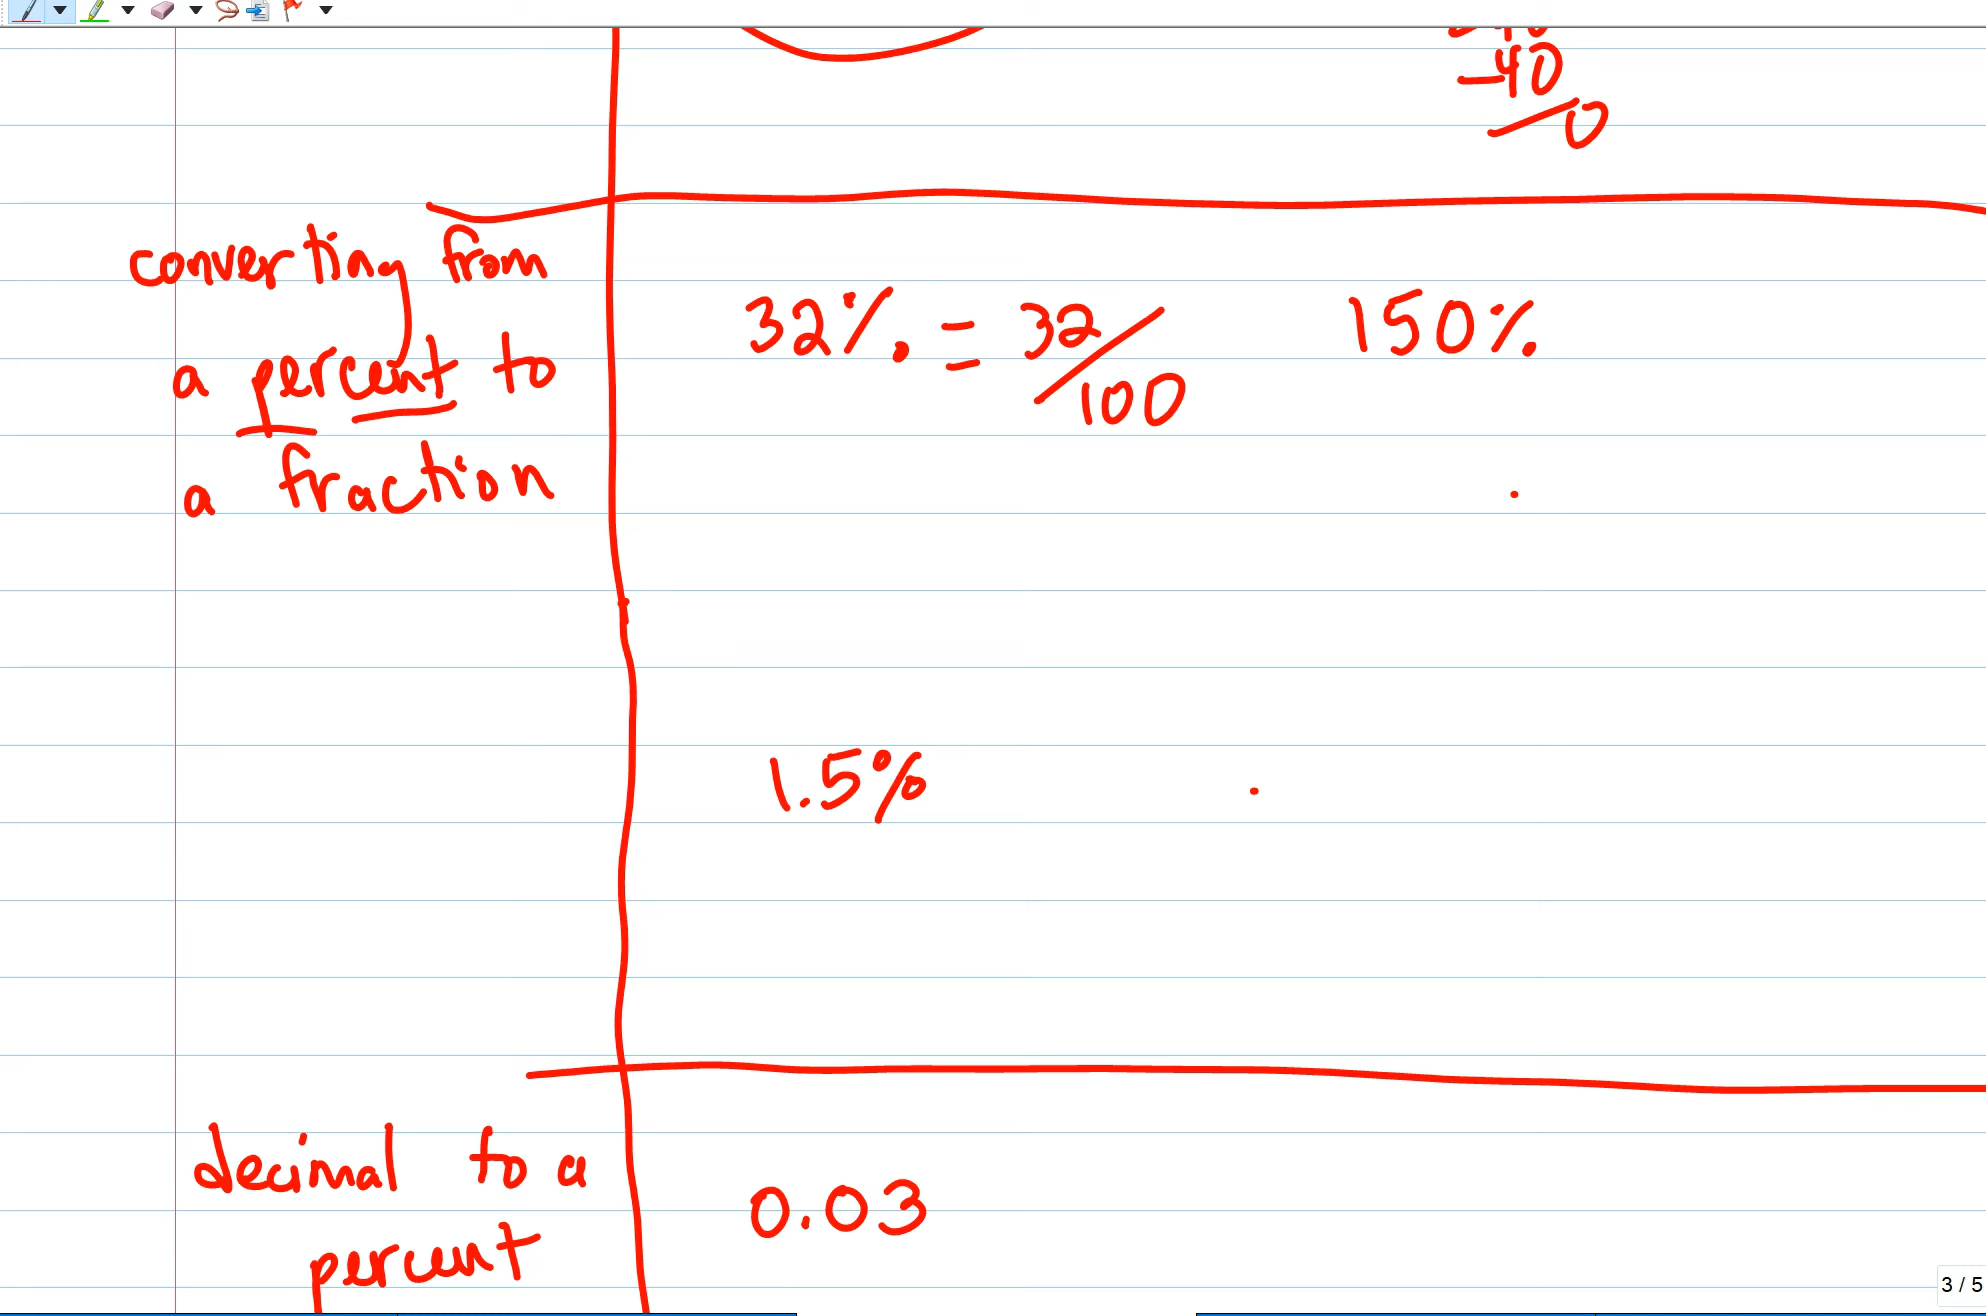 -40
0
converting from
a percent to
a fraction
32% = 32/100
150%
1.5%
decimal to a
percent
0.03
3 / 5